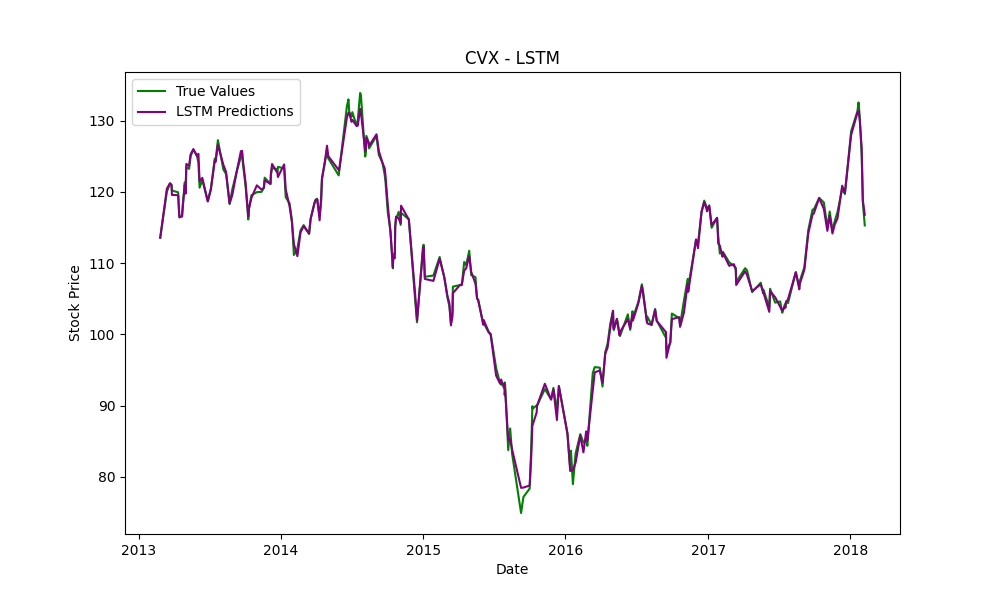 CVX - LSTM
True Values
LSTM Predictions
130
120
110
100
90
80
Stock Price
2013 2014 2015 2016 2017 2018
Date